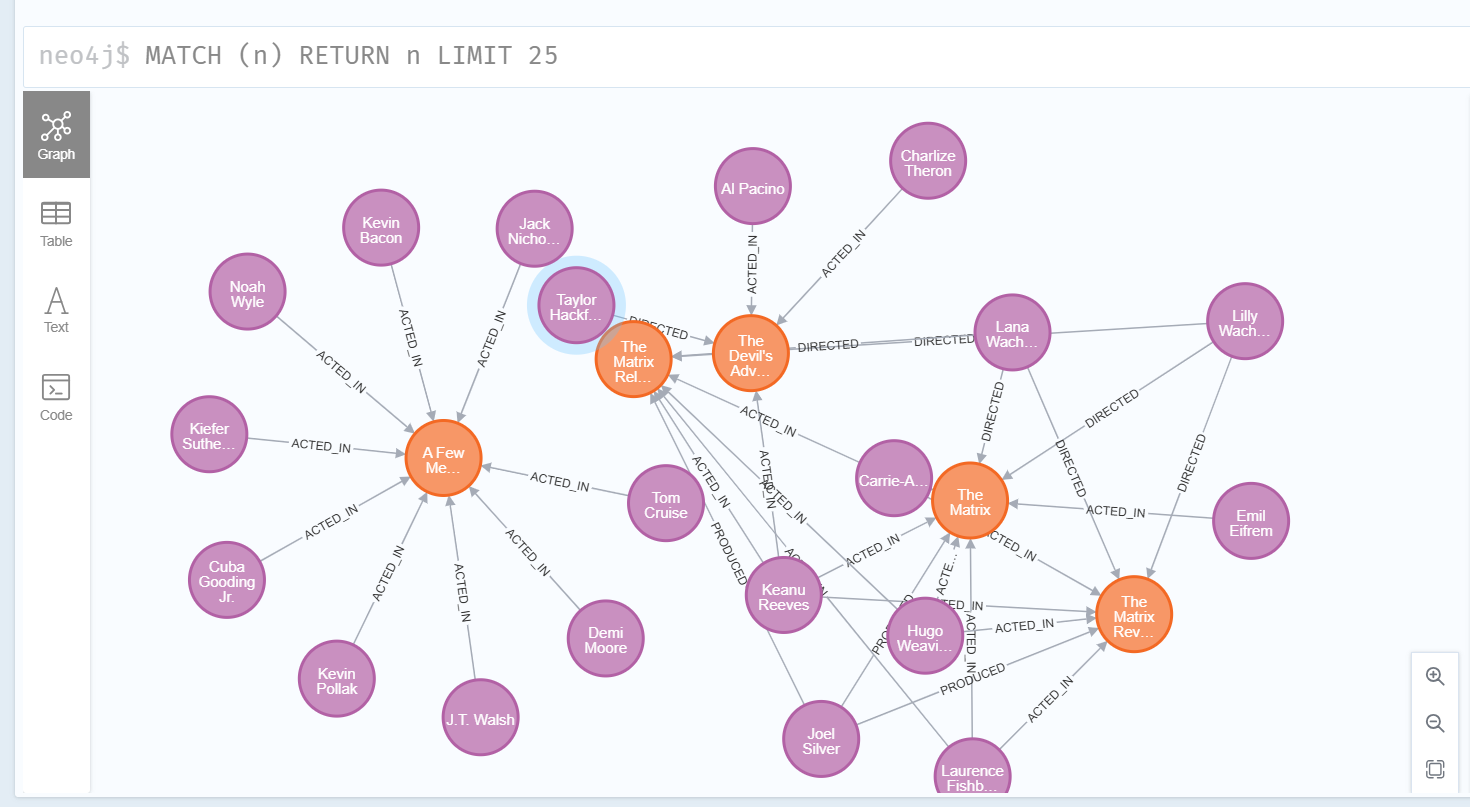 neo4j$ MATCH (n) RETURN n LIMIT 25
Graph
Table
Text
Code
Charlize
Theron
Al Pacino
Kevin
Bacon
Jack
Nicho...
Noah
Wyle
Taylor
Hackf...
Lana
Wach...
Lilly
Wach...
The
Matrix
Rel...
The
Devil's
Adv...
Kiefer
Suthe...
A Few
Me...
Tom
Cruise
Carrie-A...
The
Matrix
Emil
Eifrem
Cuba
Gooding
Jr.
Keanu
Reeves
Hugo
Weavi...
The
Matrix
Rev...
Demi
Moore
Kevin
Pollak
J.T. Walsh
Joel
Silver
Laurence
Fishb...
ACTED_IN
ACTED_IN
ACTED_IN
ACTED_IN
ACTED_IN
ACTED_IN
ACTED_IN
ACTED_IN
ACTED_IN
ACTED_IN
ACTED_IN
DIRECTED
DIRECTED
DIRECTED
DIRECTED
DIRECTED
DIRECTED
DIRECTED
ACTED_IN
ACTED_IN
ACTED_IN
ACTED_IN
ACTED_IN
ACTED_IN
ACTE...
ACTED_IN
ACTED_IN
ACTED_IN
PRODUCED
PRODUCED